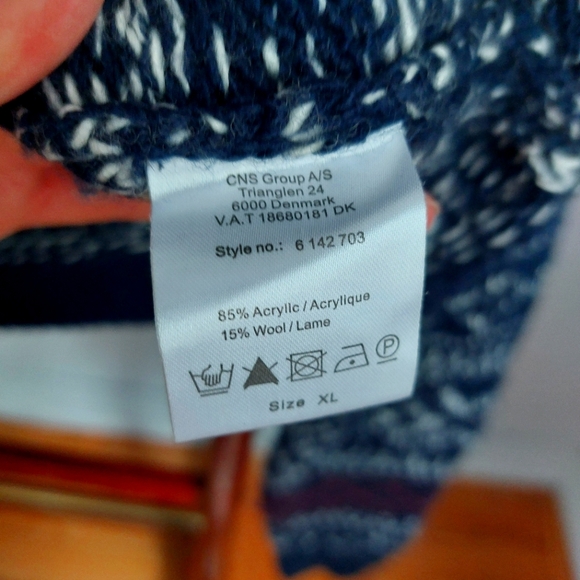 CNS Group A/S
Trianglen 24
6000 Denmark
V.A.T 18680181 DK
Style no.: 6 142 703
85% Acrylic / Acrylique
15% Wool / Lame
P
Size XL